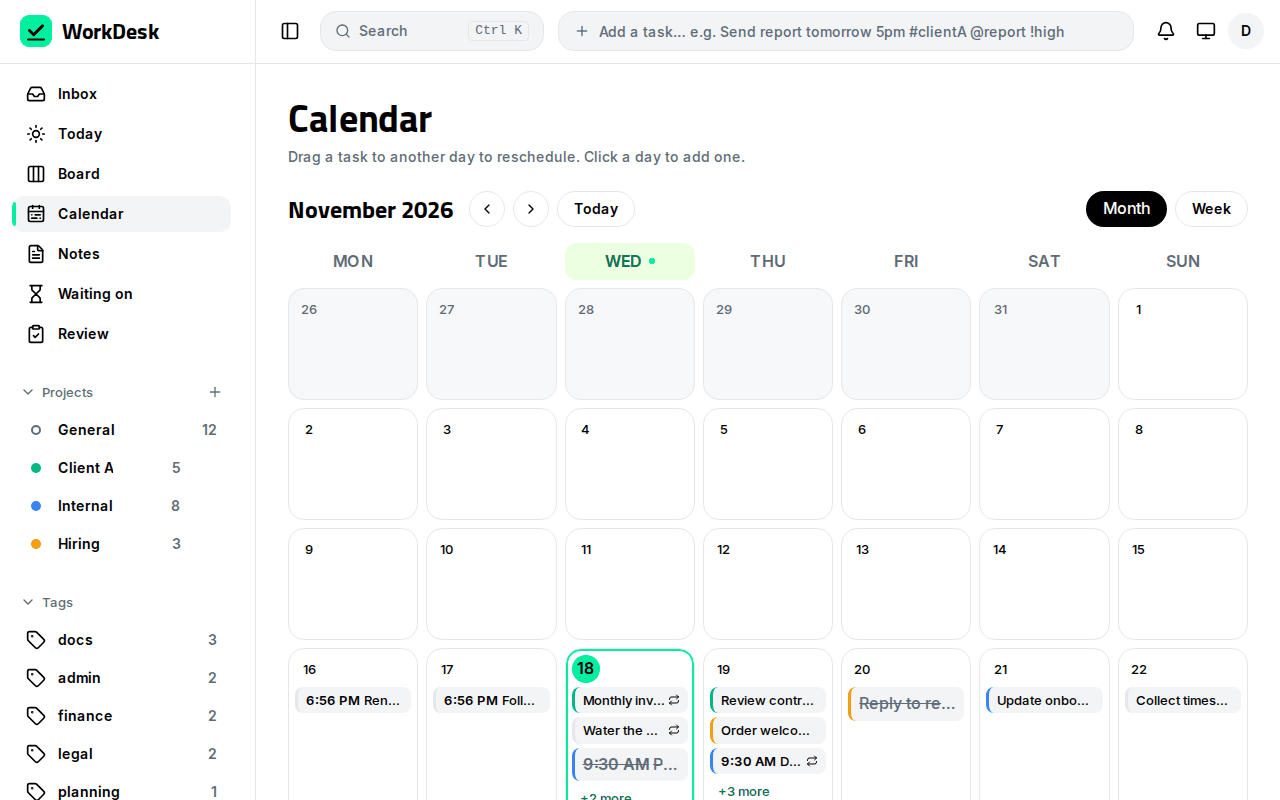 WorkDesk
Search
Ctrl K
Add a task... e.g. Send report tomorrow 5pm #clientA @report !high
D
Inbox
Today
Board
Calendar
Notes
Waiting on
Review
Projects
General 12
Client A 5
Internal 8
Hiring 3
Tags
docs 3
admin 2
finance 2
legal 2
planning 1
Calendar
Drag a task to another day to reschedule. Click a day to add one.
November 2026
Today
Month
Week
MON TUE WED THU FRI SAT SUN
26 27 28 29 30 31 1
2 3 4 5 6 7 8
9 10 11 12 13 14 15
16
6:56 PM Ren...
17
6:56 PM Foll...
18
Monthly inv...
Water the ...
9:30 AM P...
+2 more
19
Review contr...
Order welco...
9:30 AM D...
+3 more
20
Reply to re...
21
Update onbo...
22
Collect times...